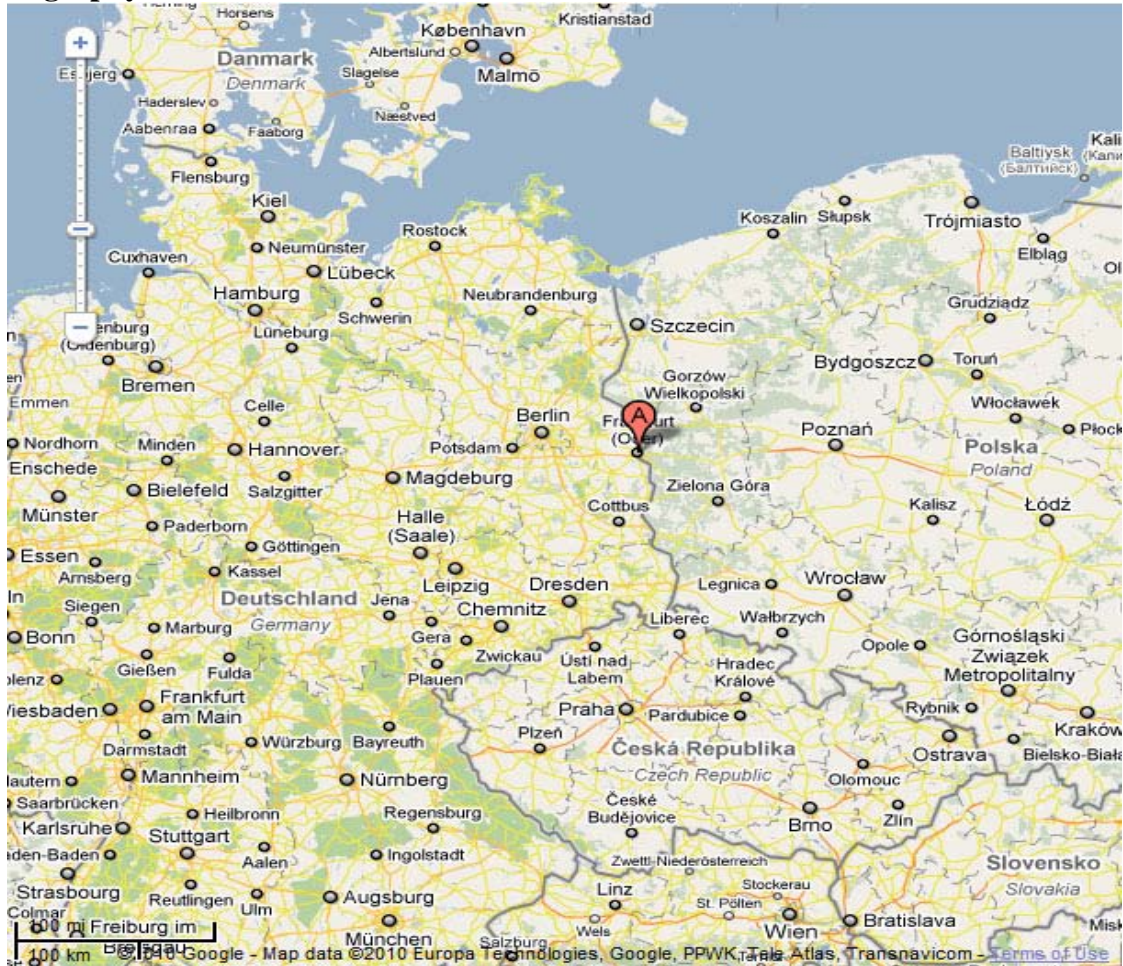 Horsens
Kristianstad
København
Albertslund
Malmö
Danmark
Denmark
Slagelse
Esbjerg
Haderslev
Næstved
Aabenraa
Faaborg
Flensburg
Baltiysk
(Балтийск)
Kiel
Koszalin
Słupsk
Trójmiasto
Elbląg
Neumünster
Rostock
Cuxhaven
Lübeck
Hamburg
Schwerin
Neubrandenburg
Szczecin
Grudziądz
(Oldenburg)
Lüneburg
Bremen
Bydgoszcz
Toruń
Gorzów
Wielkopolski
Emmen
Celle
Berlin
A
Włocławek
Nordhorn
Minden
Hannover
Potsdam
(Oder)
Poznań
Polska
Poland
Enschede
Bielefeld
Salzgitter
Magdeburg
Zielona Góra
Münster
Paderborn
Halle
(Saale)
Cottbus
Kalisz
Łódź
Essen
Göttingen
Arnsberg
Kassel
Leipzig
Dresden
Legnica
Wrocław
Siegen
Deutschland
Germany
Jena
Chemnitz
Liberec
Wałbrzych
Bonn
Marburg
Gera
Zwickau
Ústí nad
Labem
Opole
Górnośląski
Związek
Metropolitalny
Gießen
Fulda
Plauen
Hradec
Králové
Wiesbaden
Frankfurt
am Main
Praha
Pardubice
Rybnik
Kraków
Darmstadt
Würzburg
Bayreuth
Plzeň
Česká Republika
Czech Republic
Ostrava
Bielsko-Biała
Mannheim
Nürnberg
Olomouc
Saarbrücken
Heilbronn
Regensburg
České
Budějovice
Brno
Zlín
Karlsruhe
Stuttgart
Aalen
Ingolstadt
Zwettl-Niederösterreich
Slovensko
Slovakia
Strasbourg
Reutlingen
Ulm
Augsburg
Linz
Stockerau
St. Pölten
Colmar
Freiburg im
Breisgau
München
Wels
Wien
Bratislava
Salzburg
100 mi
100 km
Google - Map data ©2010 Europa Technologies, Google, PPWK, Tele Atlas, Transnavicom - Terms of Use